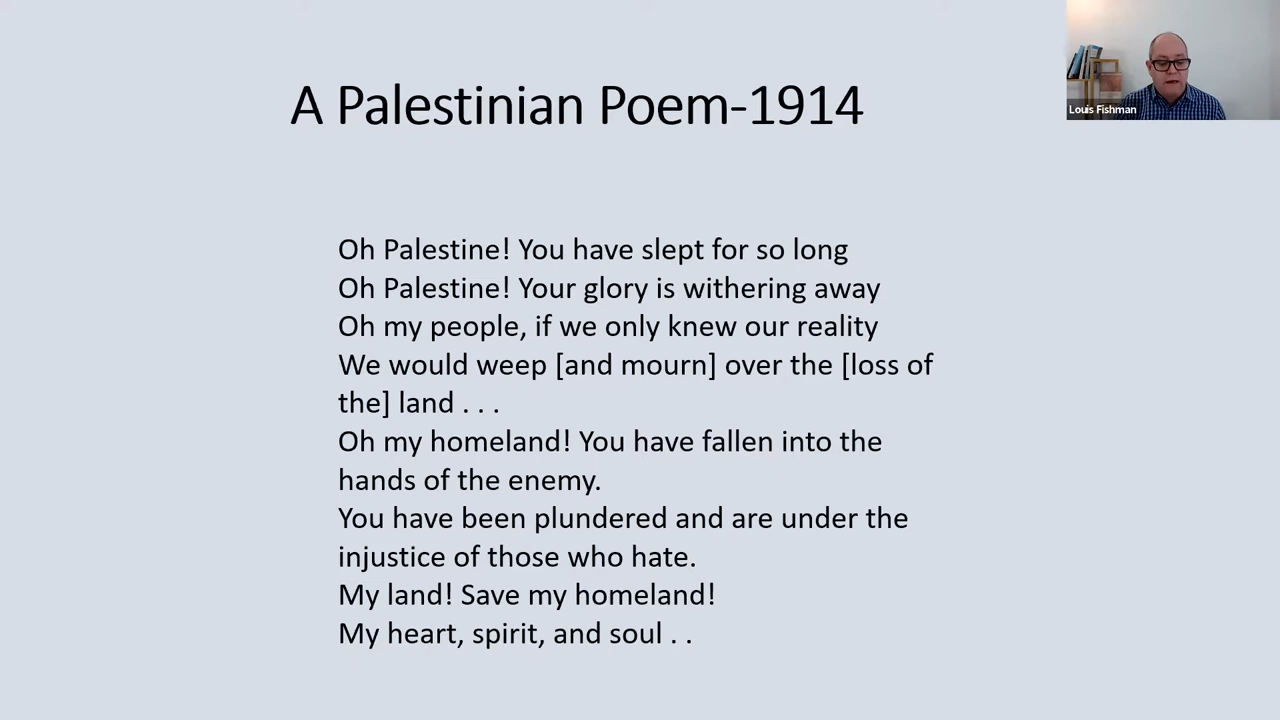 A Palestinian Poem-1914
Louis Fishman
Oh Palestine! You have slept for so long
Oh Palestine! Your glory is withering away
Oh my people, if we only knew our reality
We would weep [and mourn] over the [loss of
the] land . . .
Oh my homeland! You have fallen into the
hands of the enemy.
You have been plundered and are under the
injustice of those who hate.
My land! Save my homeland!
My heart, spirit, and soul . .